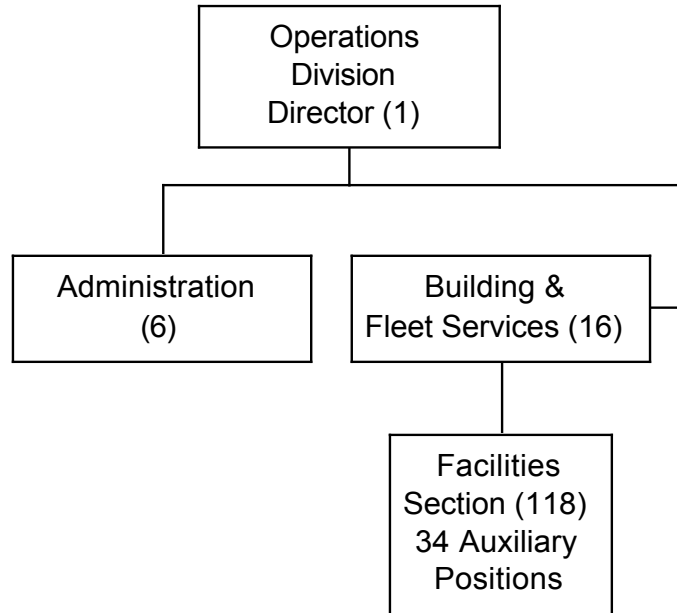 Operations
Division
Director (1)
Administration
(6)
Building &
Fleet Services (16)
Facilities
Section (118)
34 Auxiliary
Positions